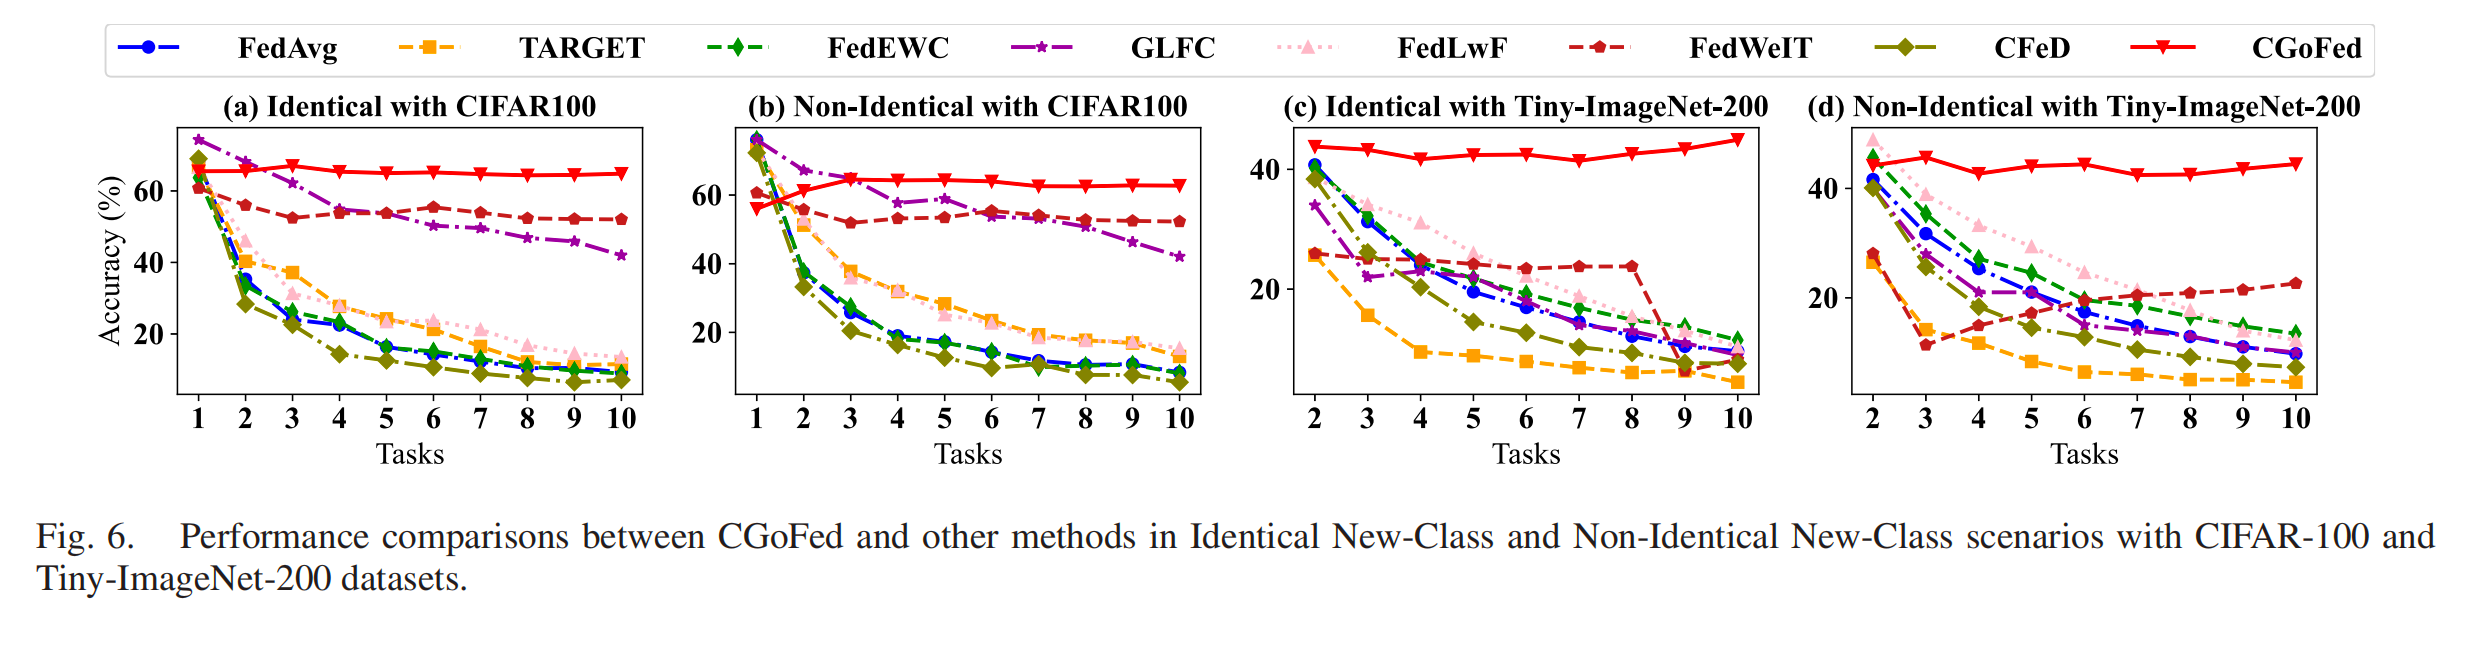 FedAvg TARGET FedEWC GLFC FedLwF FedWeIT CFeD CGoFed
(a) Identical with CIFAR100 (b) Non-Identical with CIFAR100 (c) Identical with Tiny-ImageNet-200 (d) Non-Identical with Tiny-ImageNet-200
Accuracy (%)
60
40
20
1 2 3 4 5 6 7 8 9 10
Tasks
60
40
20
1 2 3 4 5 6 7 8 9 10
Tasks
40
20
2 3 4 5 6 7 8 9 10
Tasks
40
20
2 3 4 5 6 7 8 9 10
Tasks
Fig. 6. Performance comparisons between CGoFed and other methods in Identical New-Class and Non-Identical New-Class scenarios with CIFAR-100 and
Tiny-ImageNet-200 datasets.